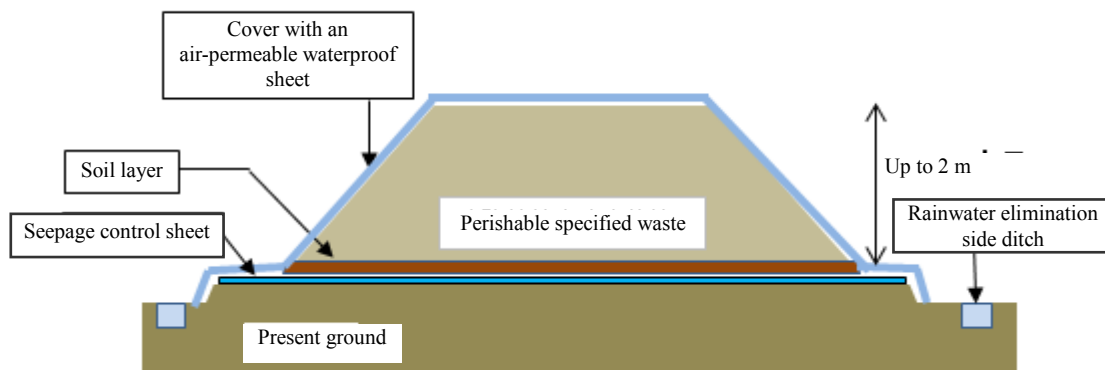 Cover with an
air-permeable waterproof
sheet
Soil layer
Up to 2 m
Seepage control sheet
Perishable specified waste
Rainwater elimination
side ditch
Present ground